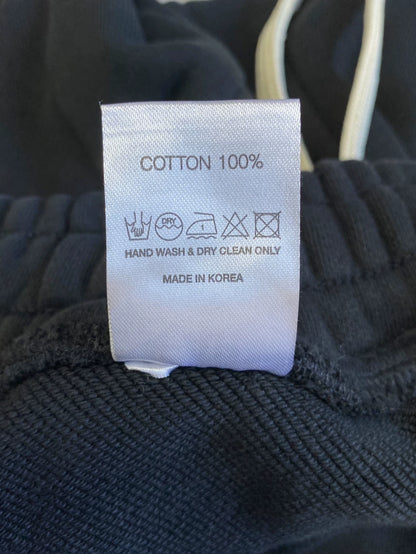 COTTON 100%
DRY
HAND WASH & DRY CLEAN ONLY
MADE IN KOREA